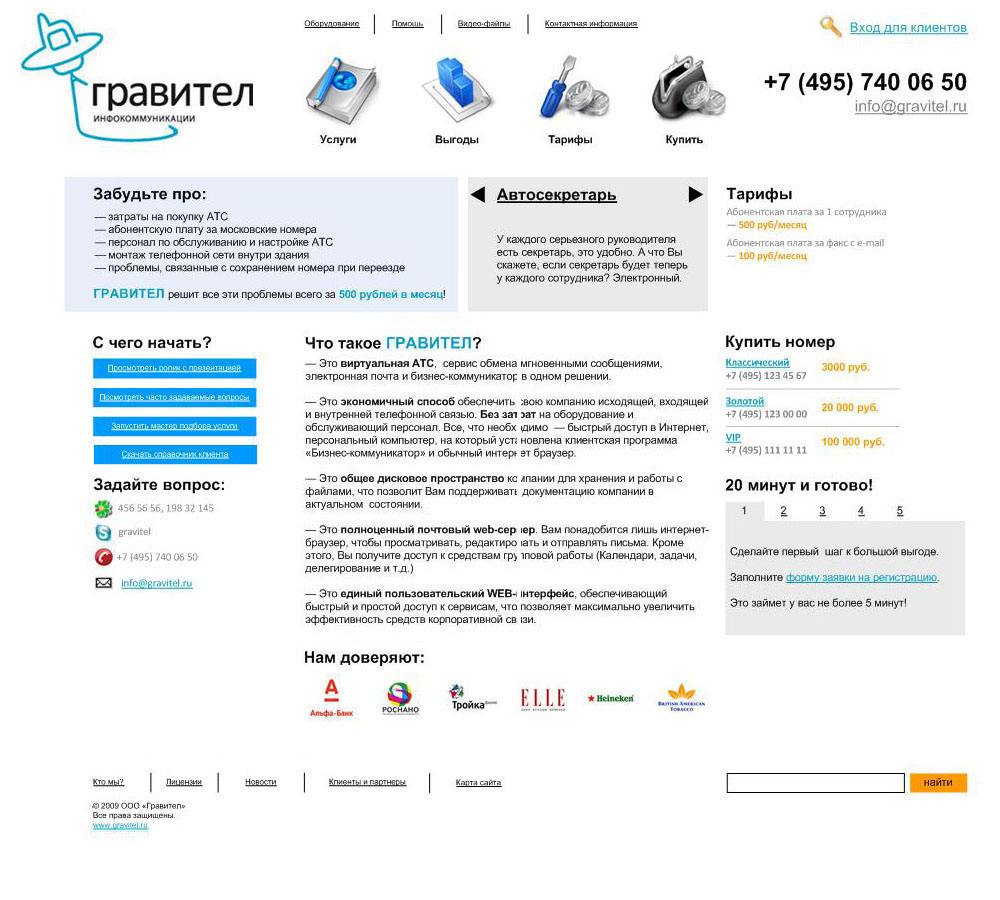 Оборудование
Помощь
Видео-файлы
Контактная информация
Вход для клиентов
гравител
ИНФОКОММУНИКАЦИИ
Услуги
Выгоды
Тарифы
Купить
+7 (495) 740 06 50
info@gravitel.ru
Забудьте про:
— затраты на покупку АТС
— абонентскую плату за московские номера
— персонал по обслуживанию и настройке АТС
— монтаж телефонной сети внутри здания
— проблемы, связанные с сохранением номера при переезде
ГРАВИТЕЛ решит все эти проблемы всего за 500 рублей в месяц!
Автосекретарь
У каждого серьезного руководителя
есть секретарь, это удобно. А что Вы
скажете, если секретарь будет теперь
у каждого сотрудника? Электронный.
Тарифы
Абонентская плата за 1 сотрудника
— 500 руб/месяц
Абонентская плата за факс с e-mail
— 100 руб/месяц
С чего начать?
Просмотреть ролик с презентацией
Посмотреть часто задаваемые вопросы
Запустить мастер подбора услуги
Скачать справочник клиента
Задайте вопрос:
456 56 56, 198 32 145
gravitel
+7 (495) 740 06 50
info@gravitel.ru
Что такое ГРАВИТЕЛ?
— Это виртуальная АТС, сервис обмена мгновенными сообщениями,
электронная почта и бизнес-коммуникатор в одном решении.
— Это экономичный способ обеспечить свою компанию исходящей, входящей
и внутренней телефонной связью. Без затрат на оборудование и
обслуживающий персонал. Все, что необходимо — быстрый доступ в Интернет,
персональный компьютер, на который установлена клиентская программа
«Бизнес-коммуникатор» и обычный интернет браузер.
— Это общее дисковое пространство компании для хранения и работы с
файлами, что позволит Вам поддерживать документацию компании в
актуальном состоянии.
— Это полноценный почтовый web-сервер. Вам понадобится лишь интернет-
браузер, чтобы просматривать, редактировать и отправлять письма. Кроме
этого, Вы получите доступ к средствам групповой работы (Календари, задачи,
делегирование и т.д.)
— Это единый пользовательский WEB-интерфейс, обеспечивающий
быстрый и простой доступ к сервисам, что позволяет максимально увеличить
эффективность средств корпоративной связи.
Купить номер
Классический
+7 (495) 123 45 67
3000 руб.
Золотой
+7 (495) 123 00 00
20 000 руб.
VIP
+7 (495) 111 11 11
100 000 руб.
20 минут и готово!
1 2 3 4 5
Сделайте первый шаг к большой выгоде.
Заполните форму заявки на регистрацию.
Это займет у вас не более 5 минут!
Нам доверяют:
А
Альфа·Банк
РОСНАНО
Тройка
ELLE
Heineken
BRITISH AMERICAN
TOBACCO
Кто мы?
Лицензии
Новости
Клиенты и партнеры
Карта сайта
найти
© 2009 ООО «Гравител»
Все права защищены.
www.gravitel.ru